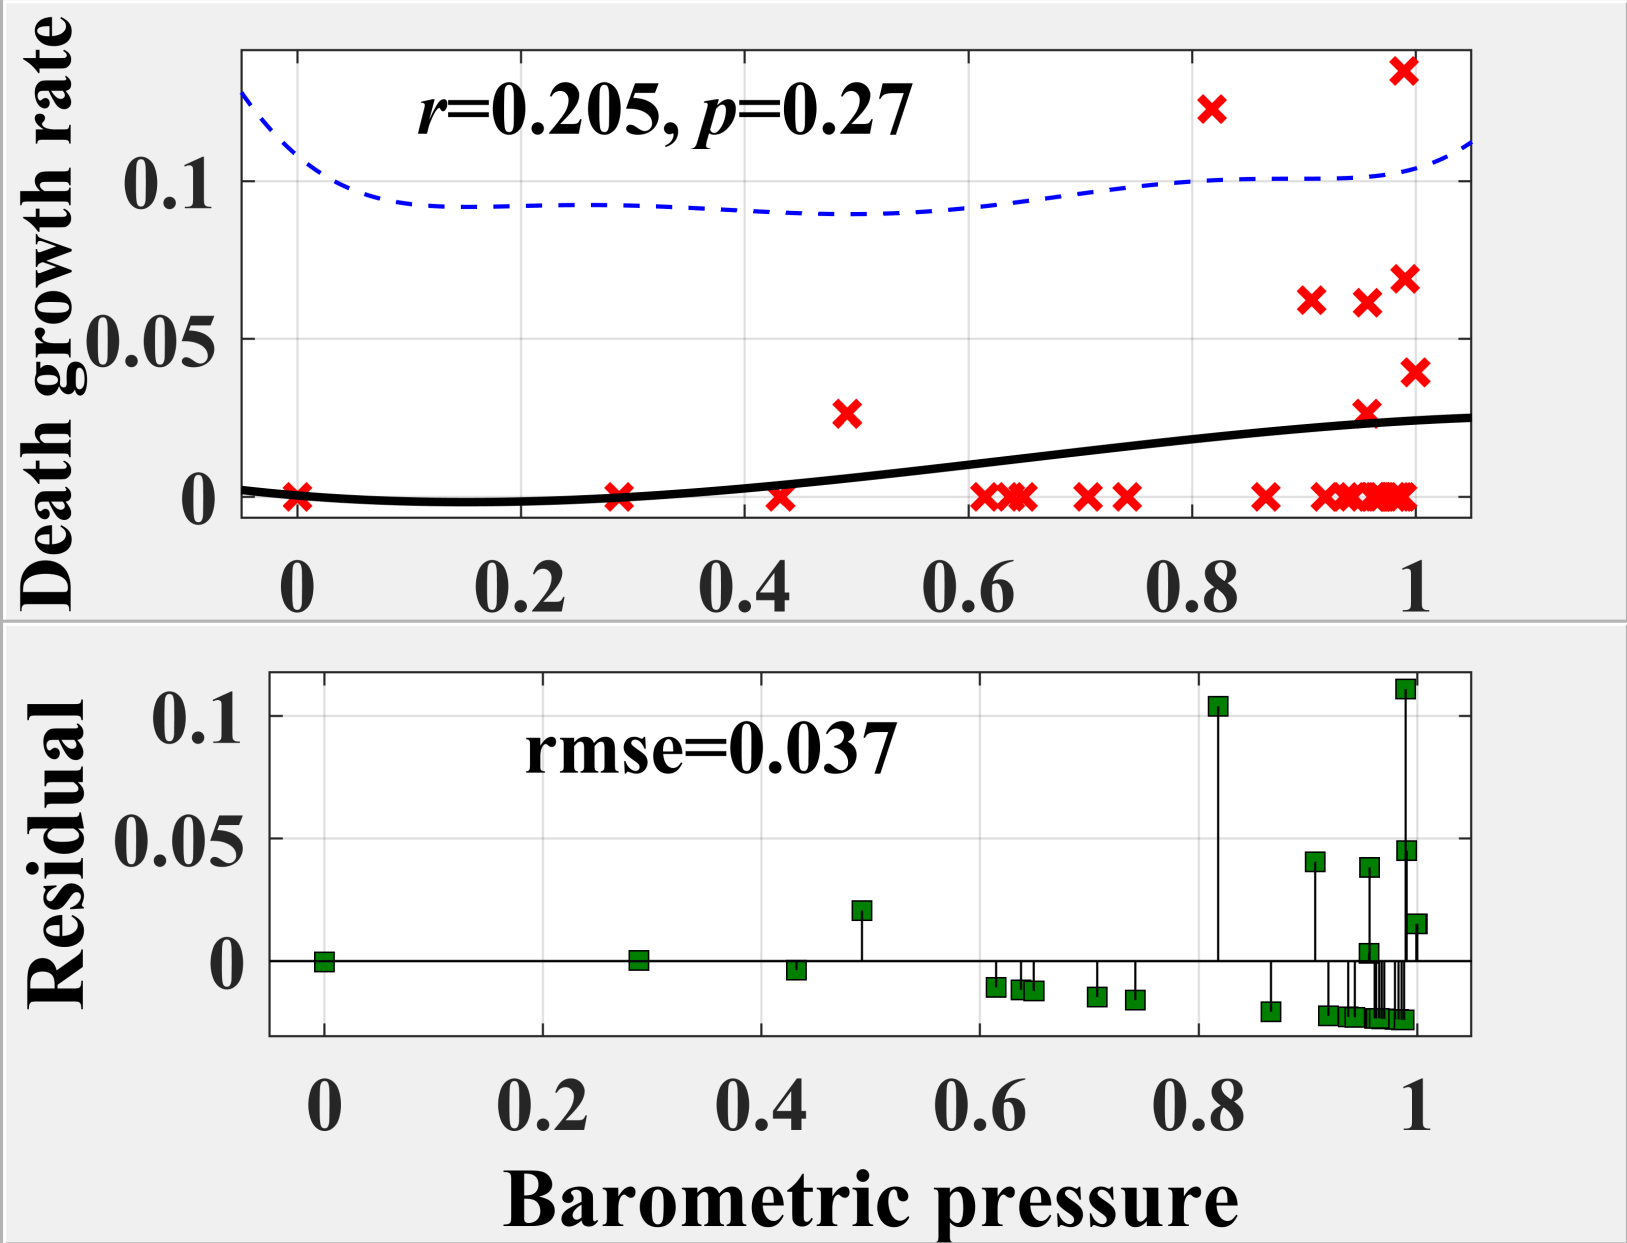 Death growth rate
r=0.205, p=0.27
0.1
0.05
0
0 0.2 0.4 0.6 0.8 1
Residual
rmse=0.037
0.1
0.05
0
0 0.2 0.4 0.6 0.8 1
Barometric pressure